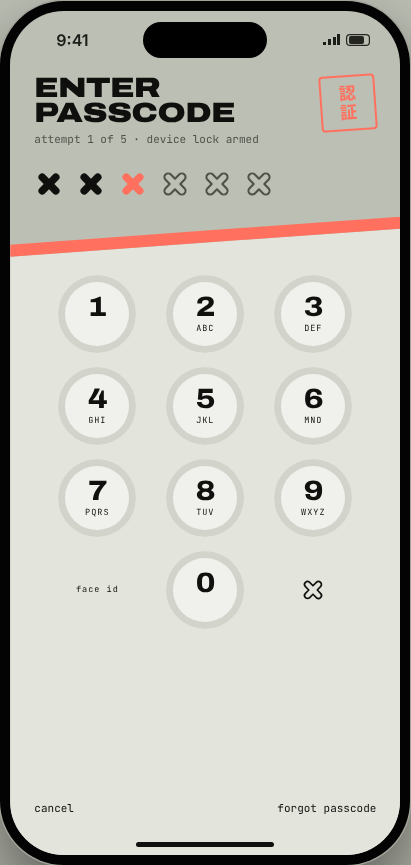 9:41
ENTER
PASSCODE
認
証
attempt 1 of 5 · device lock armed
1
2
ABC
3
DEF
4
GHI
5
JKL
6
MNO
7
PQRS
8
TUV
9
WXYZ
face id
0
cancel
forgot passcode